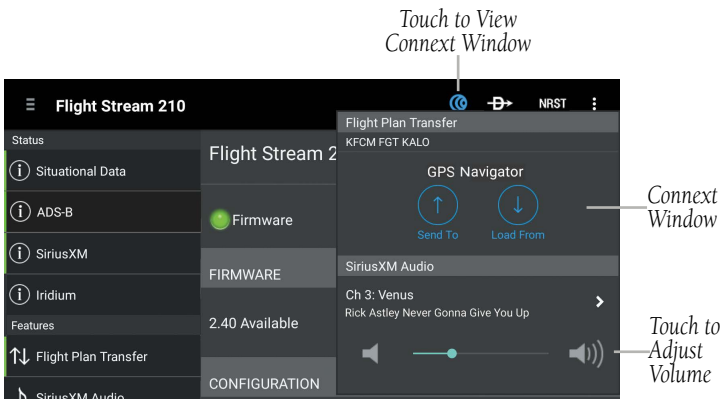 Touch to View
Connext Window
Flight Stream 210
NRST
Status
Situational Data
ADS-B
SiriusXM
Iridium
Features
Flight Plan Transfer
SiriusXM Audio
Flight Stream 2
Firmware
FIRMWARE
2.40 Available
CONFIGURATION
Flight Plan Transfer
KFCM FGT KALO
GPS Navigator
Send To
Load From
SiriusXM Audio
Ch 3: Venus
Rick Astley Never Gonna Give You Up
Connext
Window
Touch to
Adjust
Volume